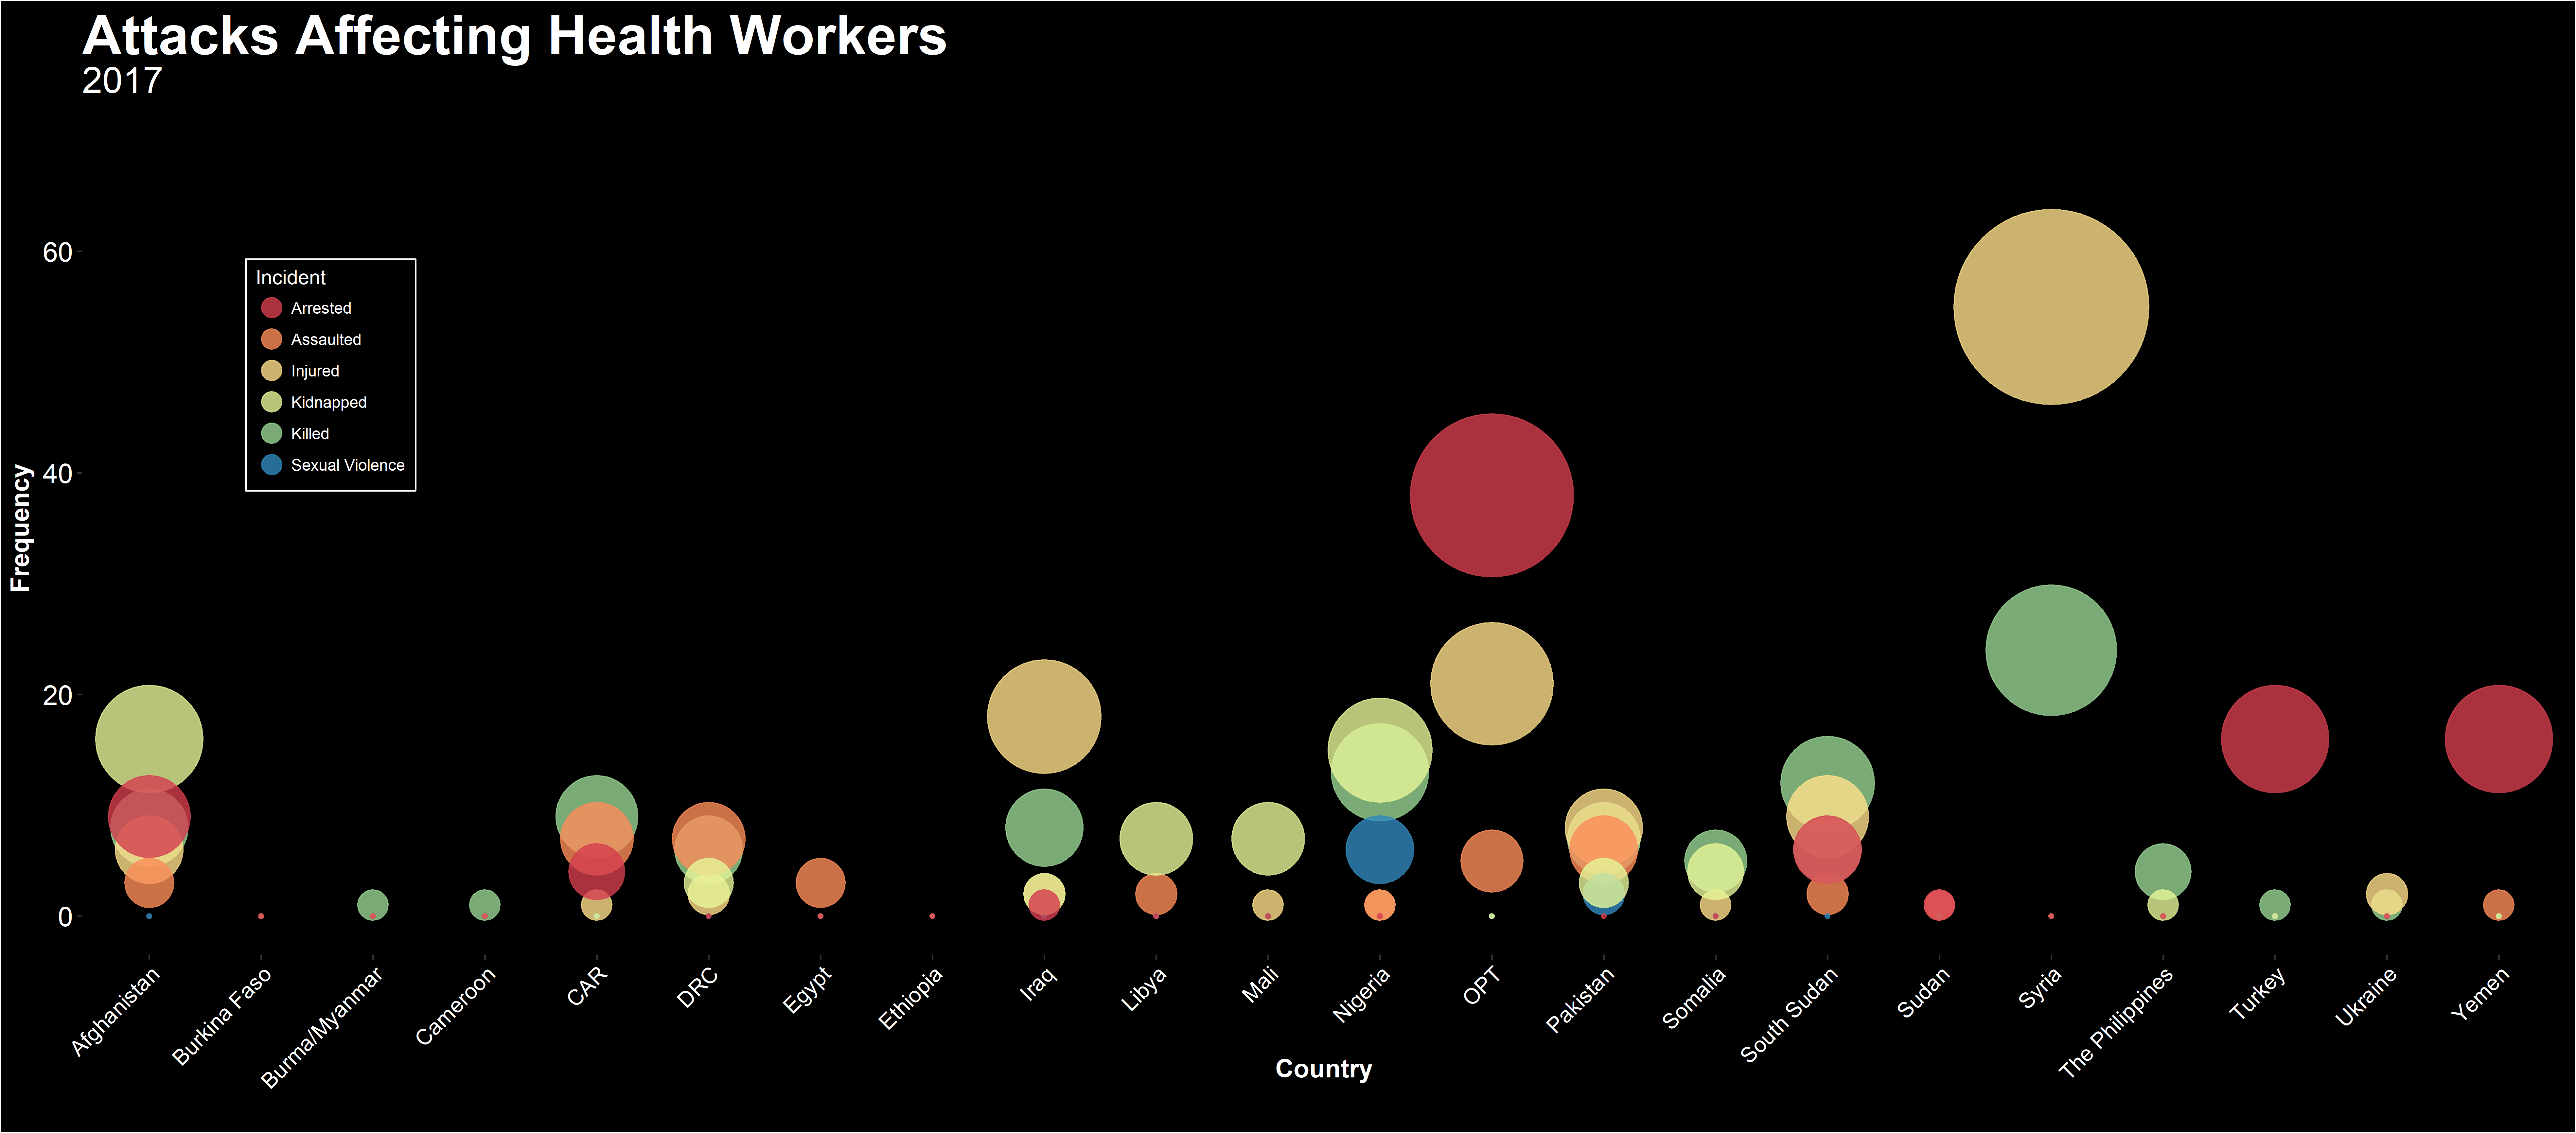 Attacks Affecting Health Workers
2017
60
40
20
0
Frequency
Incident
Arrested
Assaulted
Injured
Kidnapped
Killed
Sexual Violence
Afghanistan
Burkina Faso
Burma/Myanmar
Cameroon
CAR
DRC
Egypt
Ethiopia
Iraq
Libya
Mali
Nigeria
OPT
Pakistan
Somalia
South Sudan
Sudan
Syria
The Philippines
Turkey
Ukraine
Yemen
Country